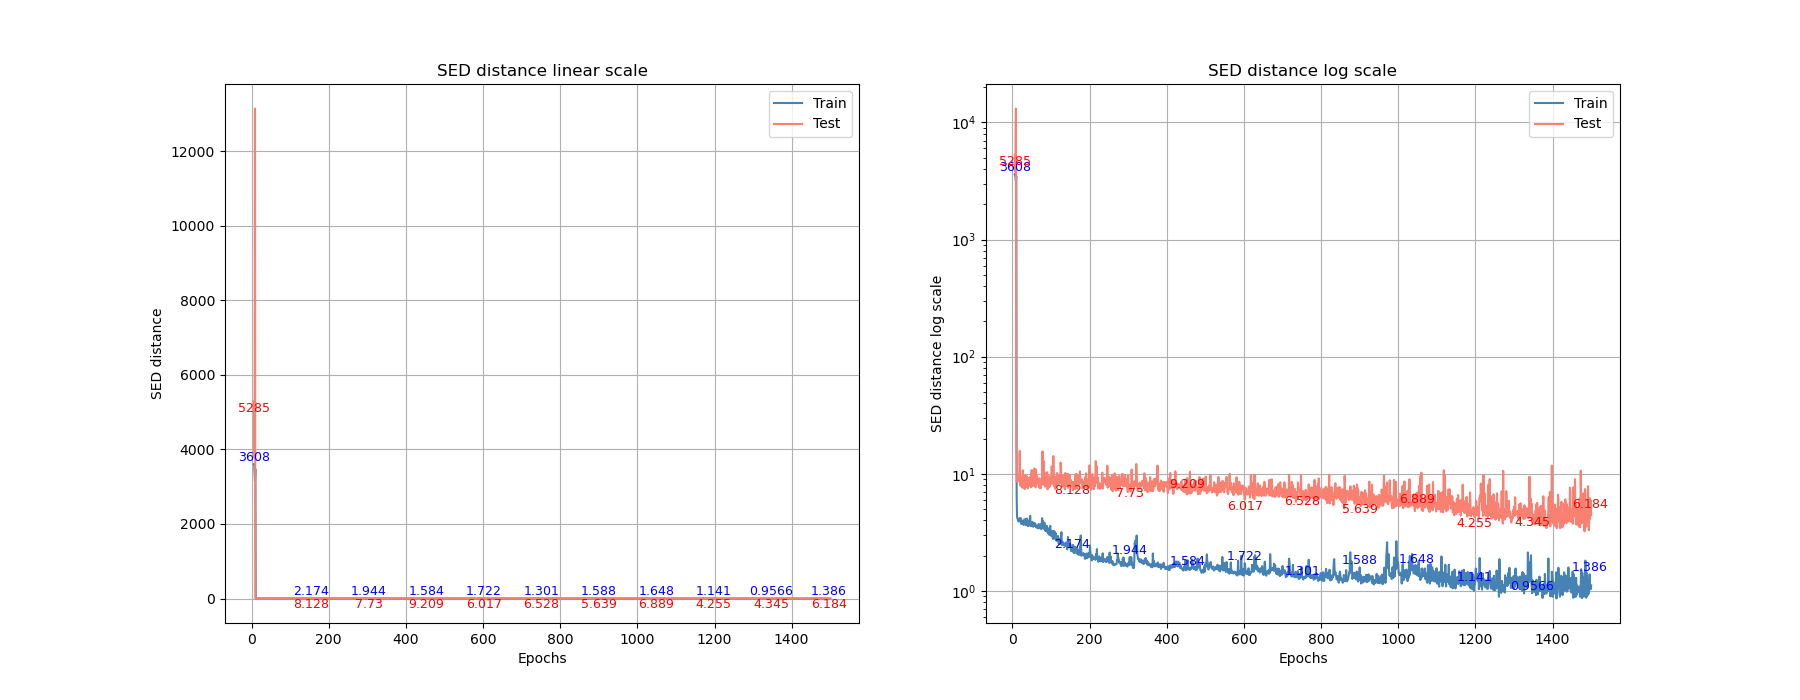 SED distance linear scale
Train
Test
12000
10000
8000
6000
4000
2000
0
SED distance
5285
3608
2.174 1.944 1.584 1.722 1.301 1.588 1.648 1.141 0.9566 1.386
8.128 7.73 9.209 6.017 6.528 5.639 6.889 4.255 4.345 6.184
0 200 400 600 800 1000 1200 1400
Epochs
SED distance log scale
Train
Test
10⁴
10³
10²
10¹
10⁰
SED distance log scale
5285
3608
8.128 7.73 9.209 6.017 6.528 5.639 6.889 4.255 4.345 6.184
2.174 1.944 1.584 1.722 1.301 1.588 1.648 1.141 0.9566 1.386
0 200 400 600 800 1000 1200 1400
Epochs